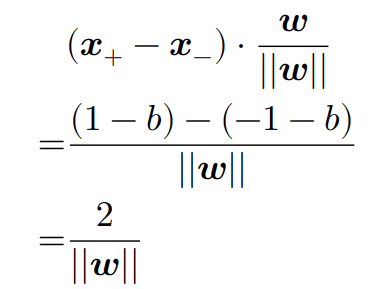 (x₊ − x₋) · w / ||w||
= (1 − b) − (−1 − b) / ||w||
= 2 / ||w||